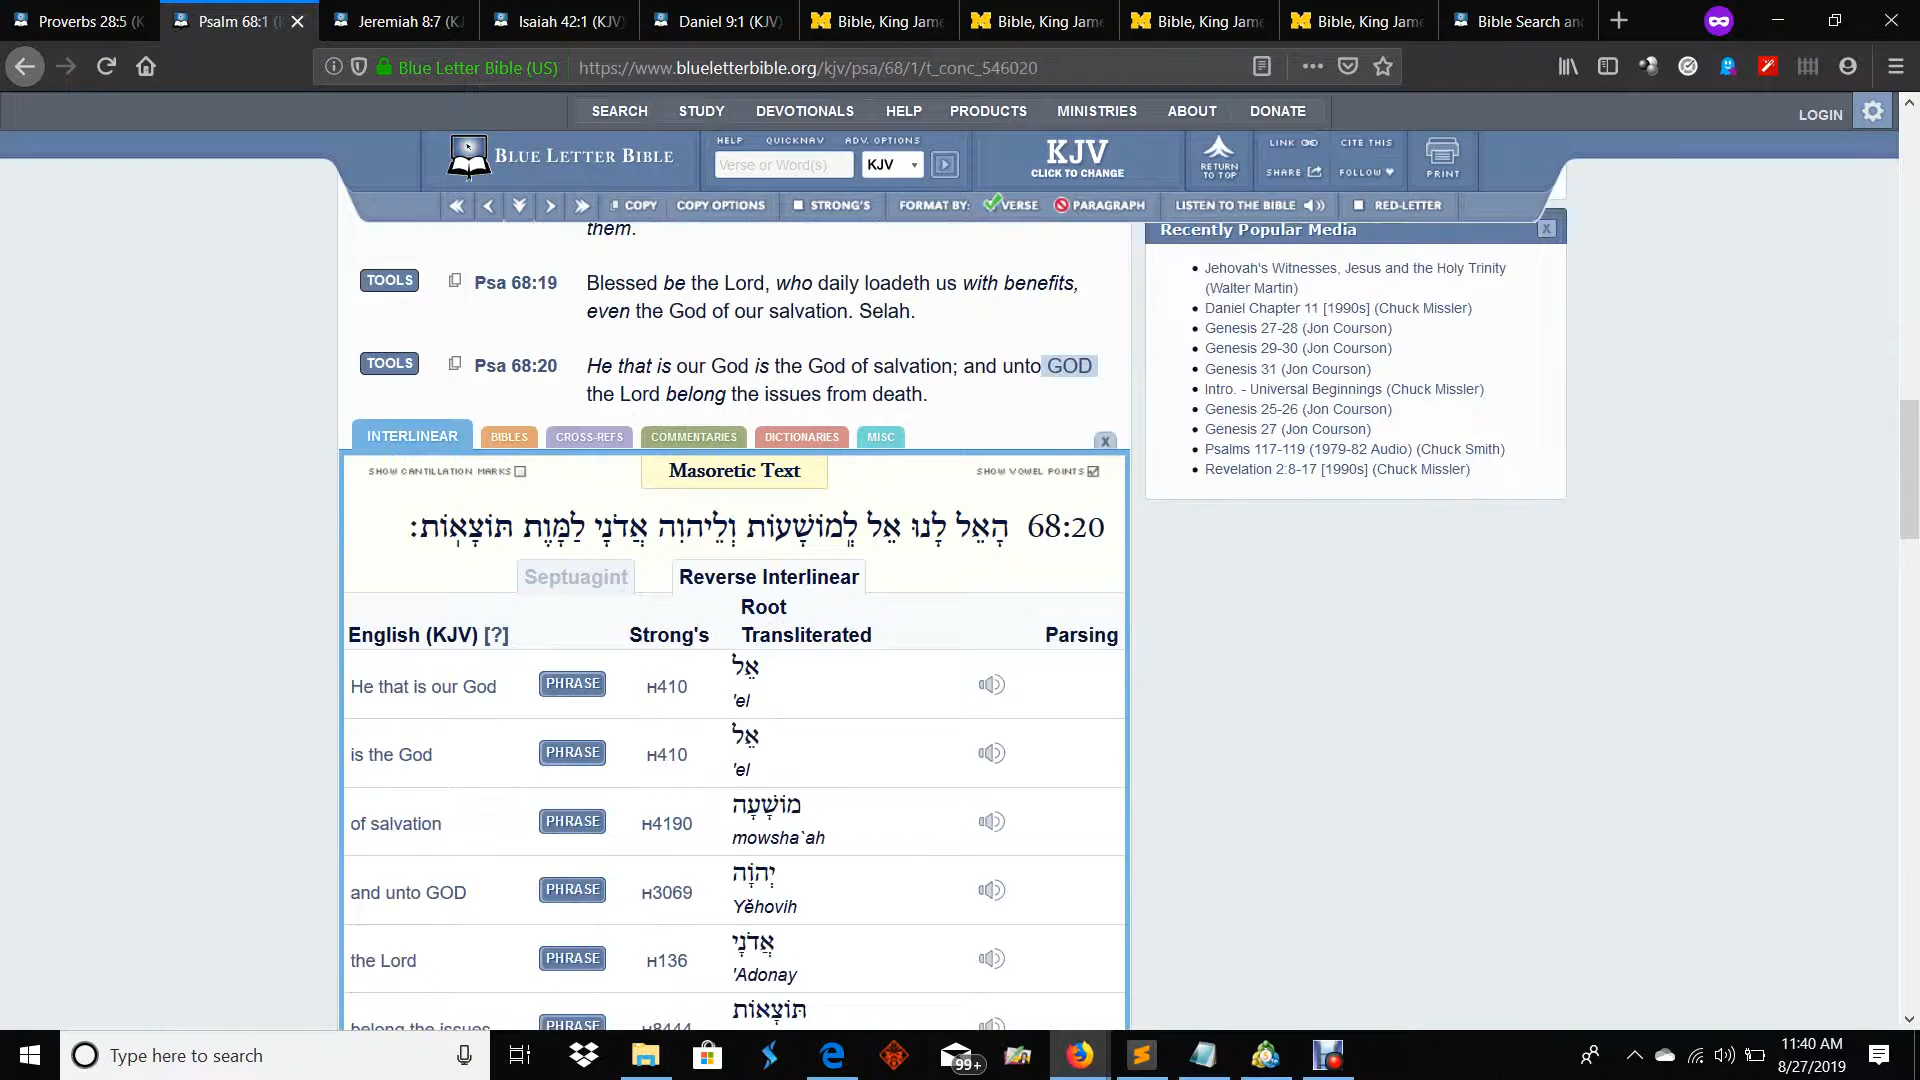 Proverbs 28:5 (K
Psalm 68:1 (
Jeremiah 8:7 (KJ
Isaiah 42:1 (KJV)
Daniel 9:1 (KJV)
Bible, King Jame
Bible, King Jame
Bible, King Jame
Bible, King Jame
Bible Search an
Blue Letter Bible (US)
https://www.blueletterbible.org/kjv/psa/68/1/t_conc_546020
SEARCH STUDY DEVOTIONALS HELP PRODUCTS MINISTRIES ABOUT DONATE
LOGIN
BLUE LETTER BIBLE
HELP QUICKNAV ADV. OPTIONS
Verse or Word(s)
KJV
KJV
CLICK TO CHANGE
RETURN
TO TOP
LINK
CITE THIS
SHARE
FOLLOW
PRINT
COPY COPY OPTIONS STRONG'S FORMAT BY: VERSE PARAGRAPH LISTEN TO THE BIBLE RED-LETTER
them.
TOOLS Psa 68:19 Blessed be the Lord, who daily loadeth us with benefits,
even the God of our salvation. Selah.
TOOLS Psa 68:20 He that is our God is the God of salvation; and unto GOD
the Lord belong the issues from death.
INTERLINEAR BIBLES CROSS-REFS COMMENTARIES DICTIONARIES MISC X
SHOW CANTILLATION MARKS
Masoretic Text
SHOW VOWEL POINTS
68:20 הָאֵל לָנוּ אֵל לְֽמוֹשָׁעוֹת וְלֵיהוִה אֲדֹנָי לַמָּוֶת תּוֹצָאֽוֹת׃
Septuagint Reverse Interlinear
English (KJV) [?]
Strong's
Root
Transliterated
Parsing
He that is our God PHRASE H410 אֵל
'el
is the God PHRASE H410 אֵל
'el
of salvation PHRASE H4190 מוֹשָׁעָה
mowsha`ah
and unto GOD PHRASE H3069 יְהֹוִה
Yĕhovih
the Lord PHRASE H136 אֲדֹנָי
'Adonay
belong the issues PHRASE H8444 תּוֹצָאוֹת
Recently Popular Media X
Jehovah's Witnesses, Jesus and the Holy Trinity
(Walter Martin)
Daniel Chapter 11 [1990s] (Chuck Missler)
Genesis 27-28 (Jon Courson)
Genesis 29-30 (Jon Courson)
Genesis 31 (Jon Courson)
Intro. - Universal Beginnings (Chuck Missler)
Genesis 25-26 (Jon Courson)
Genesis 27 (Jon Courson)
Psalms 117-119 (1979-82 Audio) (Chuck Smith)
Revelation 2:8-17 [1990s] (Chuck Missler)
Type here to search
99+
11:40 AM
8/27/2019